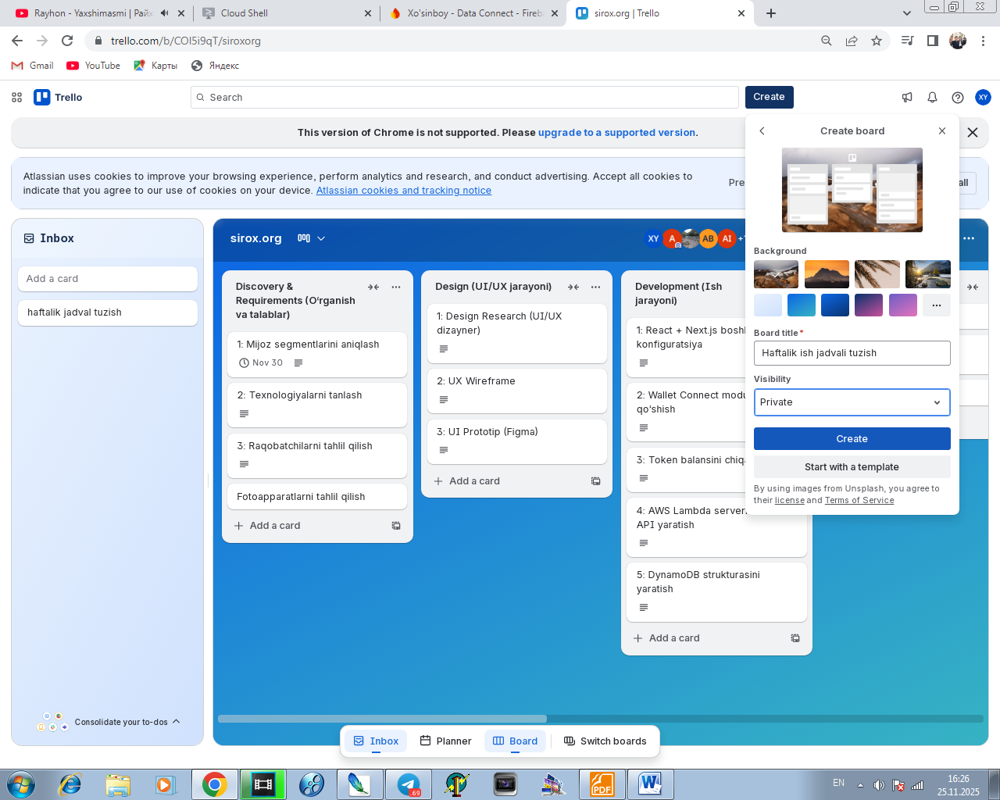 Rayhon - Yaxshimasmi | Райх
Cloud Shell
Xo'sinboy - Data Connect - Fireba
sirox.org | Trello
trello.com/b/COI5i9qT/siroxorg
Gmail
YouTube
Карты
Яндекс
Trello
Search
Create
XY
This version of Chrome is not supported. Please upgrade to a supported version.
Atlassian uses cookies to improve your browsing experience, perform analytics and research, and conduct advertising. Accept all cookies to
indicate that you agree to our use of cookies on your device. Atlassian cookies and tracking notice
Pre
all
Create board
Background
Board title*
Haftalik ish jadvali tuzish
Visibility
Private
Create
Start with a template
By using images from Unsplash, you agree to
their license and Terms of Service
Inbox
Add a card
haftalik jadval tuzish
Consolidate your to-dos
sirox.org
XY
A
AB
AI
Discovery &
Requirements (O‘rganish
va talablar)
1: Mijoz segmentlarini aniqlash
Nov 30
2: Texnologiyalarni tanlash
3: Raqobatchilarni tahlil qilish
Fotoapparatlarni tahlil qilish
Add a card
Design (UI/UX jarayoni)
1: Design Research (UI/UX
dizayner)
2: UX Wireframe
3: UI Prototip (Figma)
Add a card
Development (Ish
jarayoni)
1: React + Next.js boshl
konfiguratsiya
2: Wallet Connect modu
qo‘shish
3: Token balansini chiqa
4: AWS Lambda server
API yaratish
5: DynamoDB strukturasini
yaratish
Add a card
Inbox
Planner
Board
Switch boards
.69
PDF
EN
16:26
25.11.2025